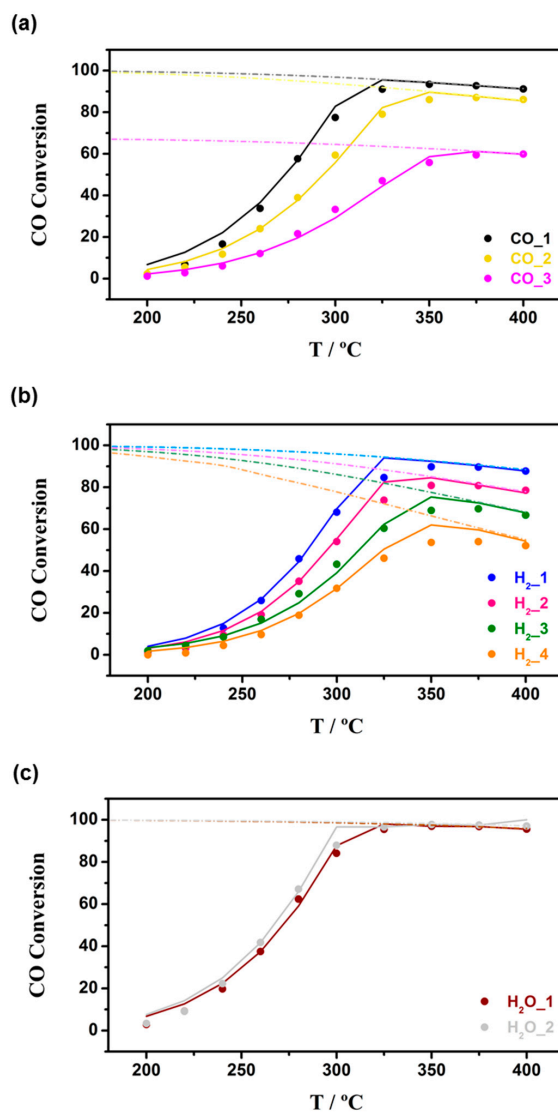 (a)
100
80
60
40
20
0
CO Conversion
CO_1
CO_2
CO_3
200 250 300 350 400
T / ºC
(b)
100
80
60
40
20
0
CO Conversion
H₂_1
H₂_2
H₂_3
H₂_4
200 250 300 350 400
T / ºC
(c)
100
80
60
40
20
0
CO Conversion
H₂O_1
H₂O_2
200 250 300 350 400
T / ºC